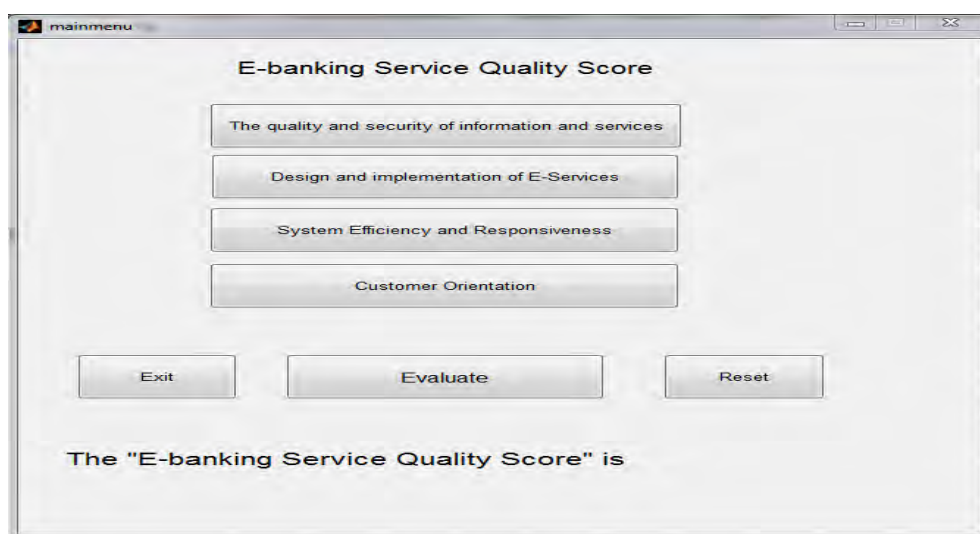 mainmenu
E-banking Service Quality Score
The quality and security of information and services
Design and implementation of E-Services
System Efficiency and Responsiveness
Customer Orientation
Exit
Evaluate
Reset
The "E-banking Service Quality Score" is